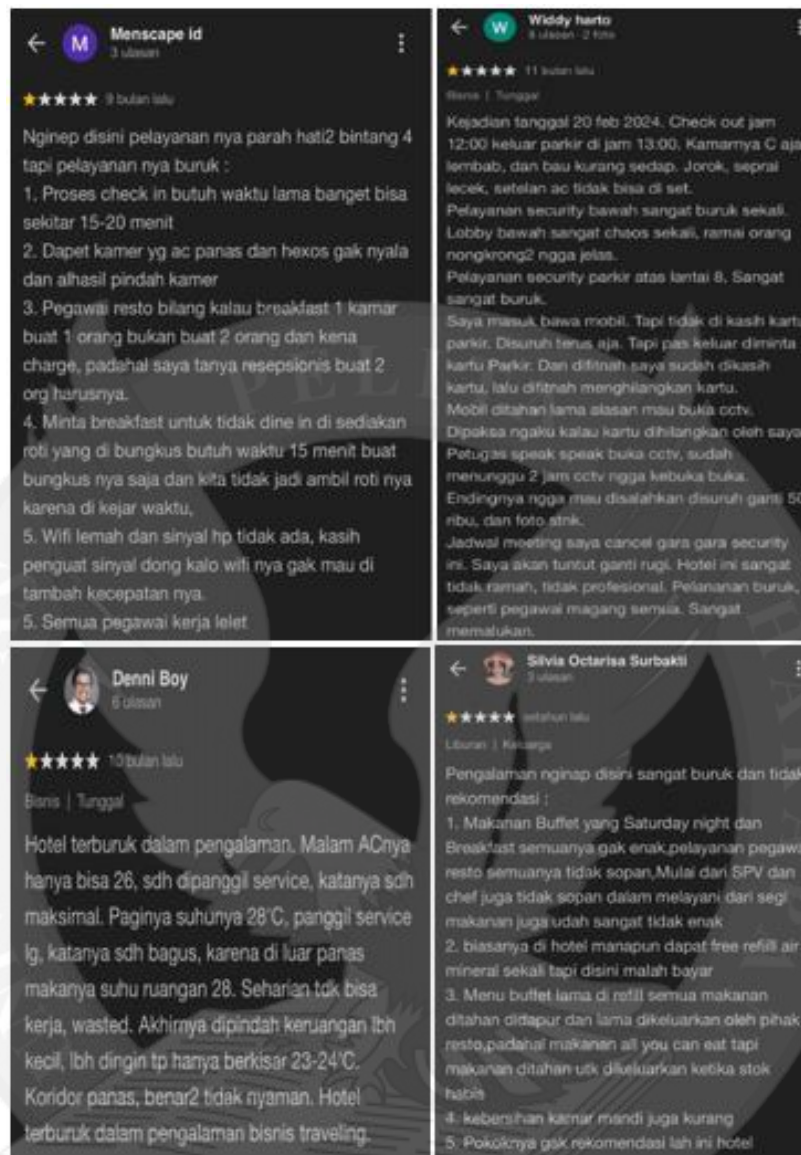 Menscape id
3 ulasan
9 bulan lalu
Nginep disini pelayanan nya parah hati2 bintang 4
tapi pelayanan nya buruk :
1. Proses check in butuh waktu lama banget bisa
sekitar 15-20 menit
2. Dapet kamer yg ac panas dan hexos gak nyala
dan alhasil pindah kamer
3. Pegawai resto bilang kalau breakfast 1 kamar
buat 1 orang bukan buat 2 orang dan kena
charge, padahal saya tanya resepsionis buat 2
org harusnya.
4. Minta breakfast untuk tidak dine in di sediakan
roti yang di bungkus butuh waktu 15 menit buat
bungkus nya saja dan kita tidak jadi ambil roti nya
karena di kejar waktu,
5. Wifi lemah dan sinyal hp tidak ada, kasih
penguat sinyal dong kalo wifi nya gak mau di
tambah kecepatan nya.
5. Semua pegawai kerja lelet
Widdy harto
8 ulasan · 2 foto
11 bulan lalu
Bisnis | Tunggal
Kejadian tanggal 20 feb 2024. Check out jam
12:00 keluar parkir di jam 13:00. Kamarnya C aja
lembab, dan bau kurang sedap. Jorok, seprai
lecek, setelan ac tidak bisa di set.
Pelayanan security bawah sangat buruk sekali.
Lobby bawah sangat chaos sekali, ramai orang
nongkrong2 ngga jelas.
Pelayanan security parkir atas lantai 8, Sangat
sangat buruk.
Saya masuk bawa mobil. Tapi tidak di kasih kartu
parkir. Disuruh terus aja. Tapi pas keluar diminta
kartu Parkir. Dan difitnah saya sudah dikasih
kartu, lalu difitnah menghilangkan kartu.
Mobil ditahan lama alasan mau buka cctv.
Dipaksa ngaku kalau kartu dihilangkan oleh saya
Petugas speak speak buka cctv, sudah
menunggu 2 jam cctv ngga kebuka buka.
Endingnya ngga mau disalahkan disuruh ganti 50
ribu, dan foto stnk.
Jadwal meeting saya cancel gara gara security
ini. Saya akan tuntut ganti rugi. Hotel ini sangat
tidak ramah, tidak profesional. Pelananan buruk,
seperti pegawai magang semua. Sangat
memalukan.
Denni Boy
6 ulasan
10 bulan lalu
Bisnis | Tunggal
Hotel terburuk dalam pengalaman. Malam ACnya
hanya bisa 26, sdh dipanggil service, katanya sdh
maksimal. Paginya suhunya 28°C, panggil service
lg, katanya sdh bagus, karena di luar panas
makanya suhu ruangan 28. Seharian tdk bisa
kerja, wasted. Akhirnya dipindah keruangan lbh
kecil, lbh dingin tp hanya berkisar 23-24°C.
Koridor panas, benar2 tidak nyaman. Hotel
terburuk dalam pengalaman bisnis traveling.
Silvia Octarisa Surbakti
3 ulasan
setahun lalu
Liburan | Keluarga
Pengalaman nginap disini sangat buruk dan tidak
rekomendasi :
1. Makanan Buffet yang Saturday night dan
Breakfast semuanya gak enak,pelayanan pegawai
resto semuanya tidak sopan,Mulai dari SPV dan
chef juga tidak sopan dalam melayani dari segi
makanan juga udah sangat tidak enak
2. biasanya di hotel manapun dapat free refill air
mineral sekali tapi disini malah bayar
3. Menu buffet lama di refill semua makanan
ditahan didapur dan lama dikeluarkan oleh pihak
resto,padahal makanan all you can eat tapi
makanan ditahan utk dikeluarkan ketika stok
habis
4. kebersihan kamar mandi juga kurang
5. Pokoknya gak rekomendasi lah ini hotel